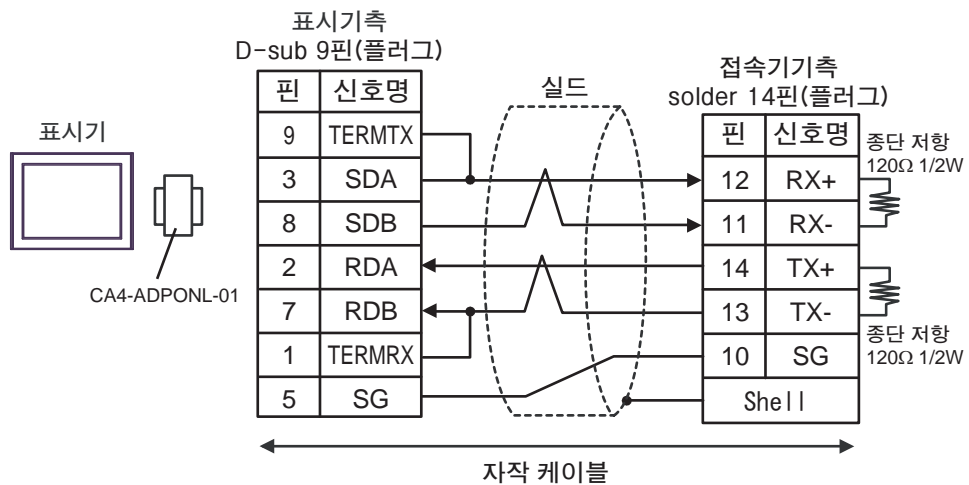 표시기측
D-sub 9핀(플러그)
핀 신호명
9 TERMTX
3 SDA
8 SDB
2 RDA
7 RDB
1 TERMRX
5 SG
표시기
CA4-ADPONL-01
실드
접속기기측
solder 14핀(플러그)
핀 신호명
12 RX+
11 RX-
14 TX+
13 TX-
10 SG
Shell
종단 저항
120Ω 1/2W
종단 저항
120Ω 1/2W
자작 케이블